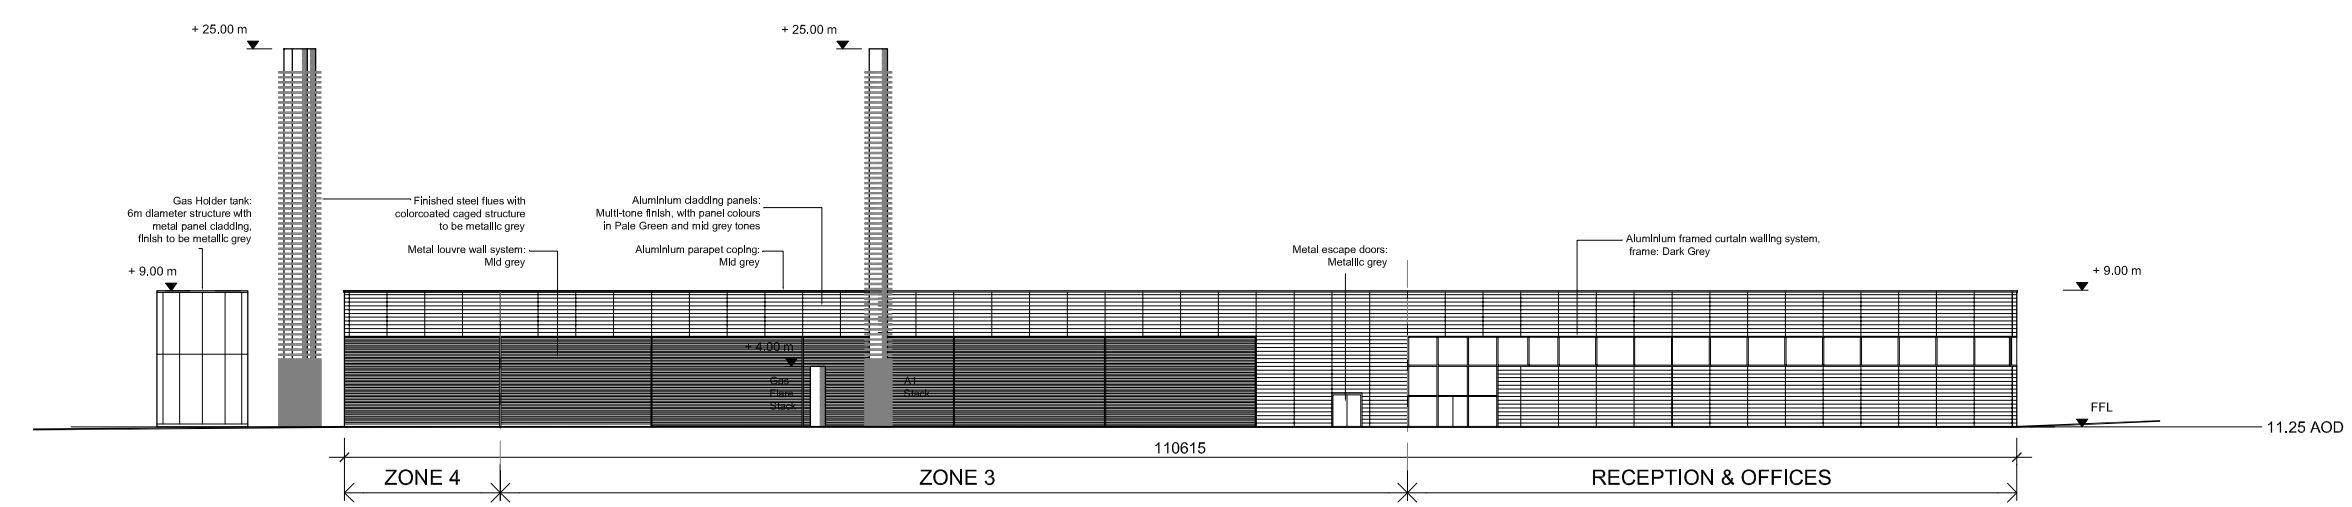 + 25.00 m
+ 25.00 m
Gas Holder tank:
6m diameter structure with
metal panel cladding,
finish to be metallic grey
Finished steel flues with
colorcoated caged structure
to be metallic grey
Aluminium cladding panels:
Multi-tone finish, with panel colours
in Pale Green and mid grey tones
Metal louvre wall system:
Mid grey
Aluminium parapet coping:
Mid grey
Metal escape doors:
Metallic grey
Aluminium framed curtain walling system,
frame: Dark Grey
+ 9.00 m
+ 9.00 m
+ 4.00 m
Gas
Flare
Stack
A1
Stack
FFL
11.25 AOD
110615
ZONE 4
ZONE 3
RECEPTION & OFFICES